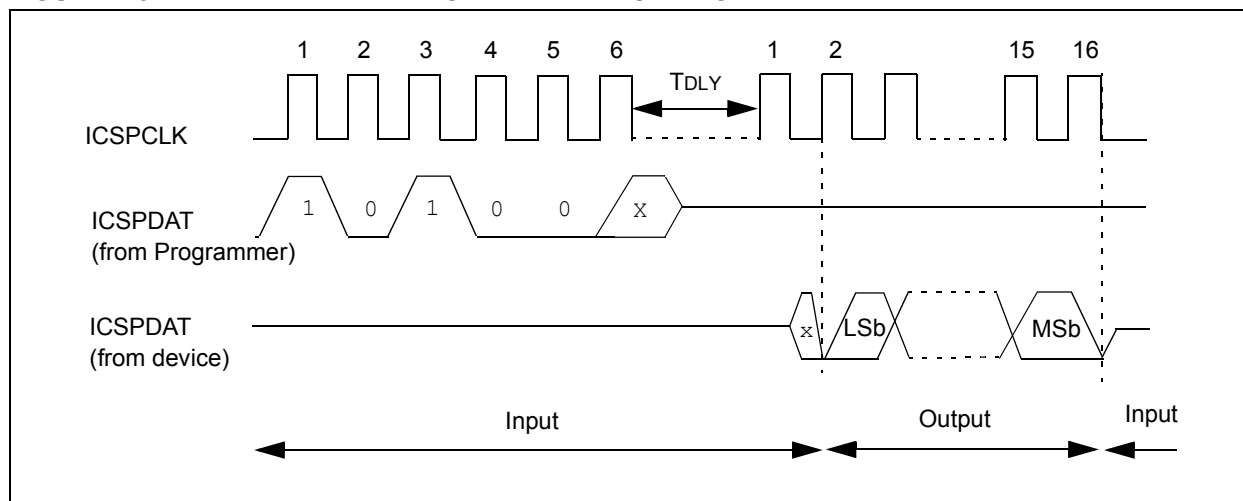 1 2 3 4 5 6 1 2 15 16
TDLY
ICSPCLK
1 0 1 0 0 x
ICSPDAT
(from Programmer)
ICSPDAT
(from device)
x LSb MSb
Input Output Input